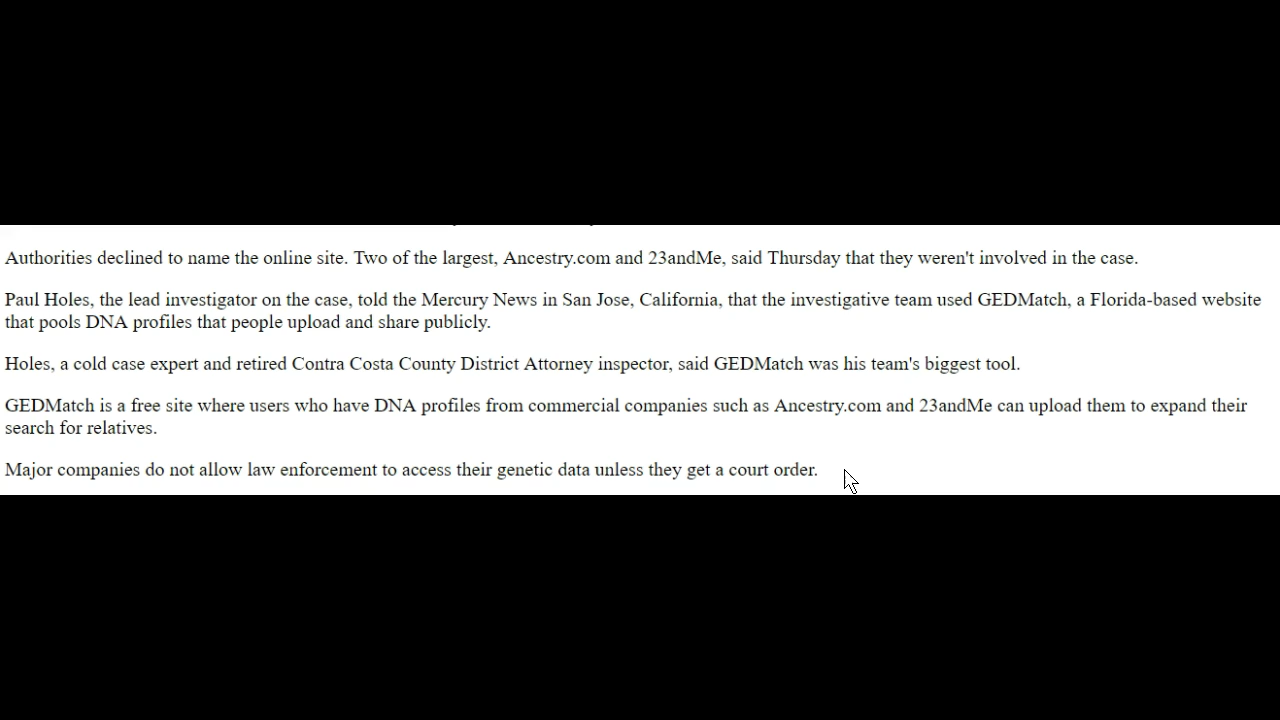 Authorities declined to name the online site. Two of the largest, Ancestry.com and 23andMe, said Thursday that they weren't involved in the case.
Paul Holes, the lead investigator on the case, told the Mercury News in San Jose, California, that the investigative team used GEDMatch, a Florida-based website
that pools DNA profiles that people upload and share publicly.
Holes, a cold case expert and retired Contra Costa County District Attorney inspector, said GEDMatch was his team's biggest tool.
GEDMatch is a free site where users who have DNA profiles from commercial companies such as Ancestry.com and 23andMe can upload them to expand their
search for relatives.
Major companies do not allow law enforcement to access their genetic data unless they get a court order.